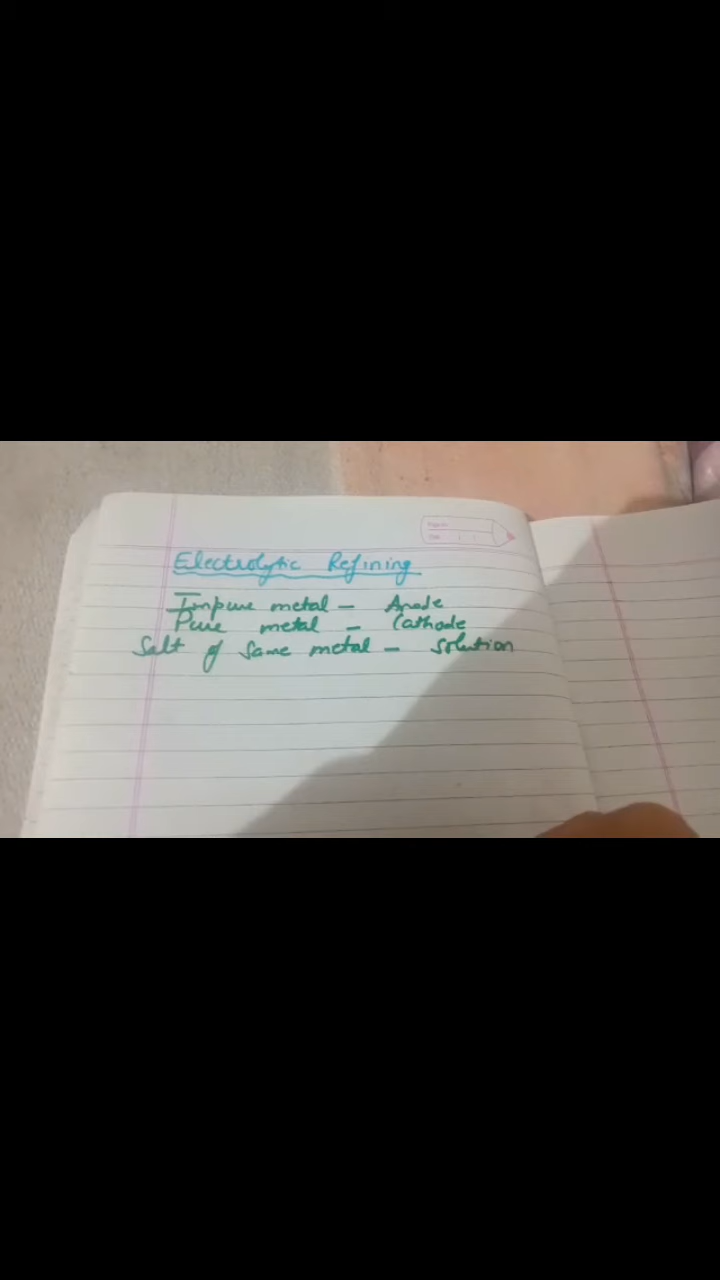 Electrolytic Refining
Impure metal - Anode
Pure metal - Cathode
Salt of same metal - solution